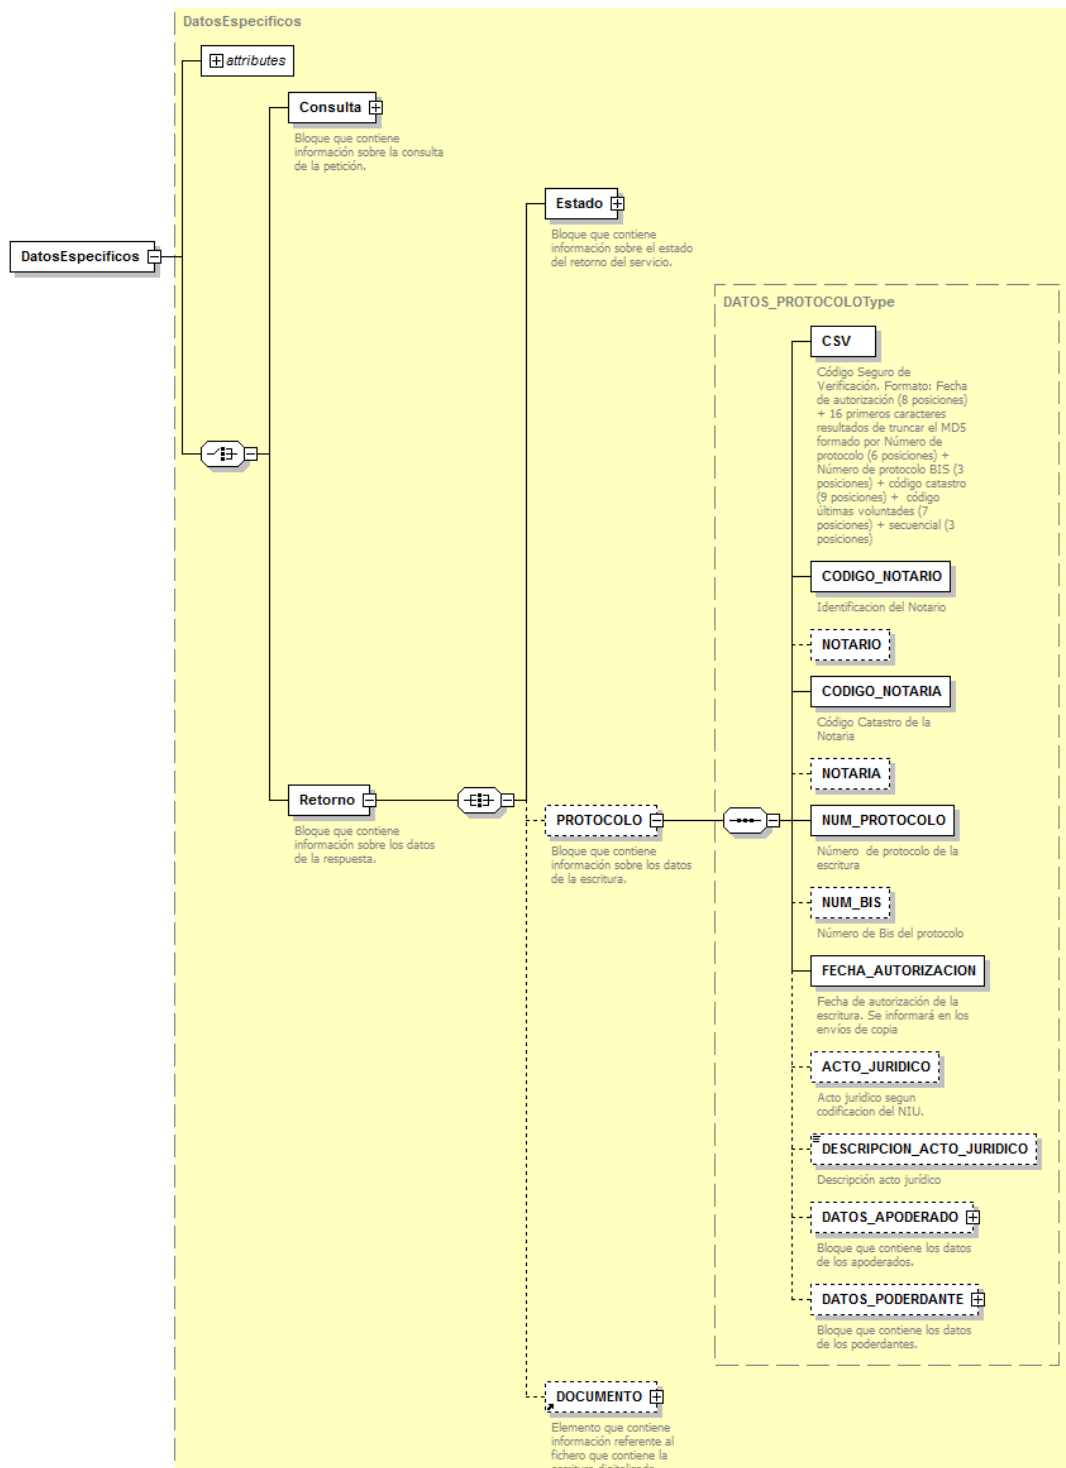 DatosEspecificos
attributes
Consulta
Bloque que contiene
información sobre la consulta
de la petición.
Estado
Bloque que contiene
información sobre el estado
del retorno del servicio.
DatosEspecificos
DATOS_PROTOCOLOType
CSV
Código Seguro de
Verificación. Formato: Fecha
de autorización (8 posiciones)
+ 16 primeros caracteres
resultados de truncar el MD5
formado por Número de
protocolo (6 posiciones) +
Número de protocolo BIS (3
posiciones) + código catastro
(9 posiciones) + código
últimas voluntades (7
posiciones) + secuencial (3
posiciones)
CODIGO_NOTARIO
Identificacion del Notario
NOTARIO
CODIGO_NOTARIA
Código Catastro de la
Notaria
NOTARIA
Retorno
Bloque que contiene
información sobre los datos
de la respuesta.
PROTOCOLO
Bloque que contiene
información sobre los datos
de la escritura.
NUM_PROTOCOLO
Número de protocolo de la
escritura
NUM_BIS
Número de Bis del protocolo
FECHA_AUTORIZACION
Fecha de autorización de la
escritura. Se informará en los
envíos de copia
ACTO_JURIDICO
Acto juridico segun
codificacion del NIU.
DESCRIPCION_ACTO_JURIDICO
Descripción acto jurídico
DATOS_APODERADO
Bloque que contiene los datos
de los apoderados.
DATOS_PODERDANTE
Bloque que contiene los datos
de los poderdantes.
DOCUMENTO
Elemento que contiene
información referente al
fichero que contiene la
escritura digitalizada